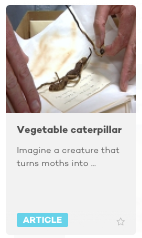 Vegetable caterpillar
Imagine a creature that
turns moths into ...
ARTICLE